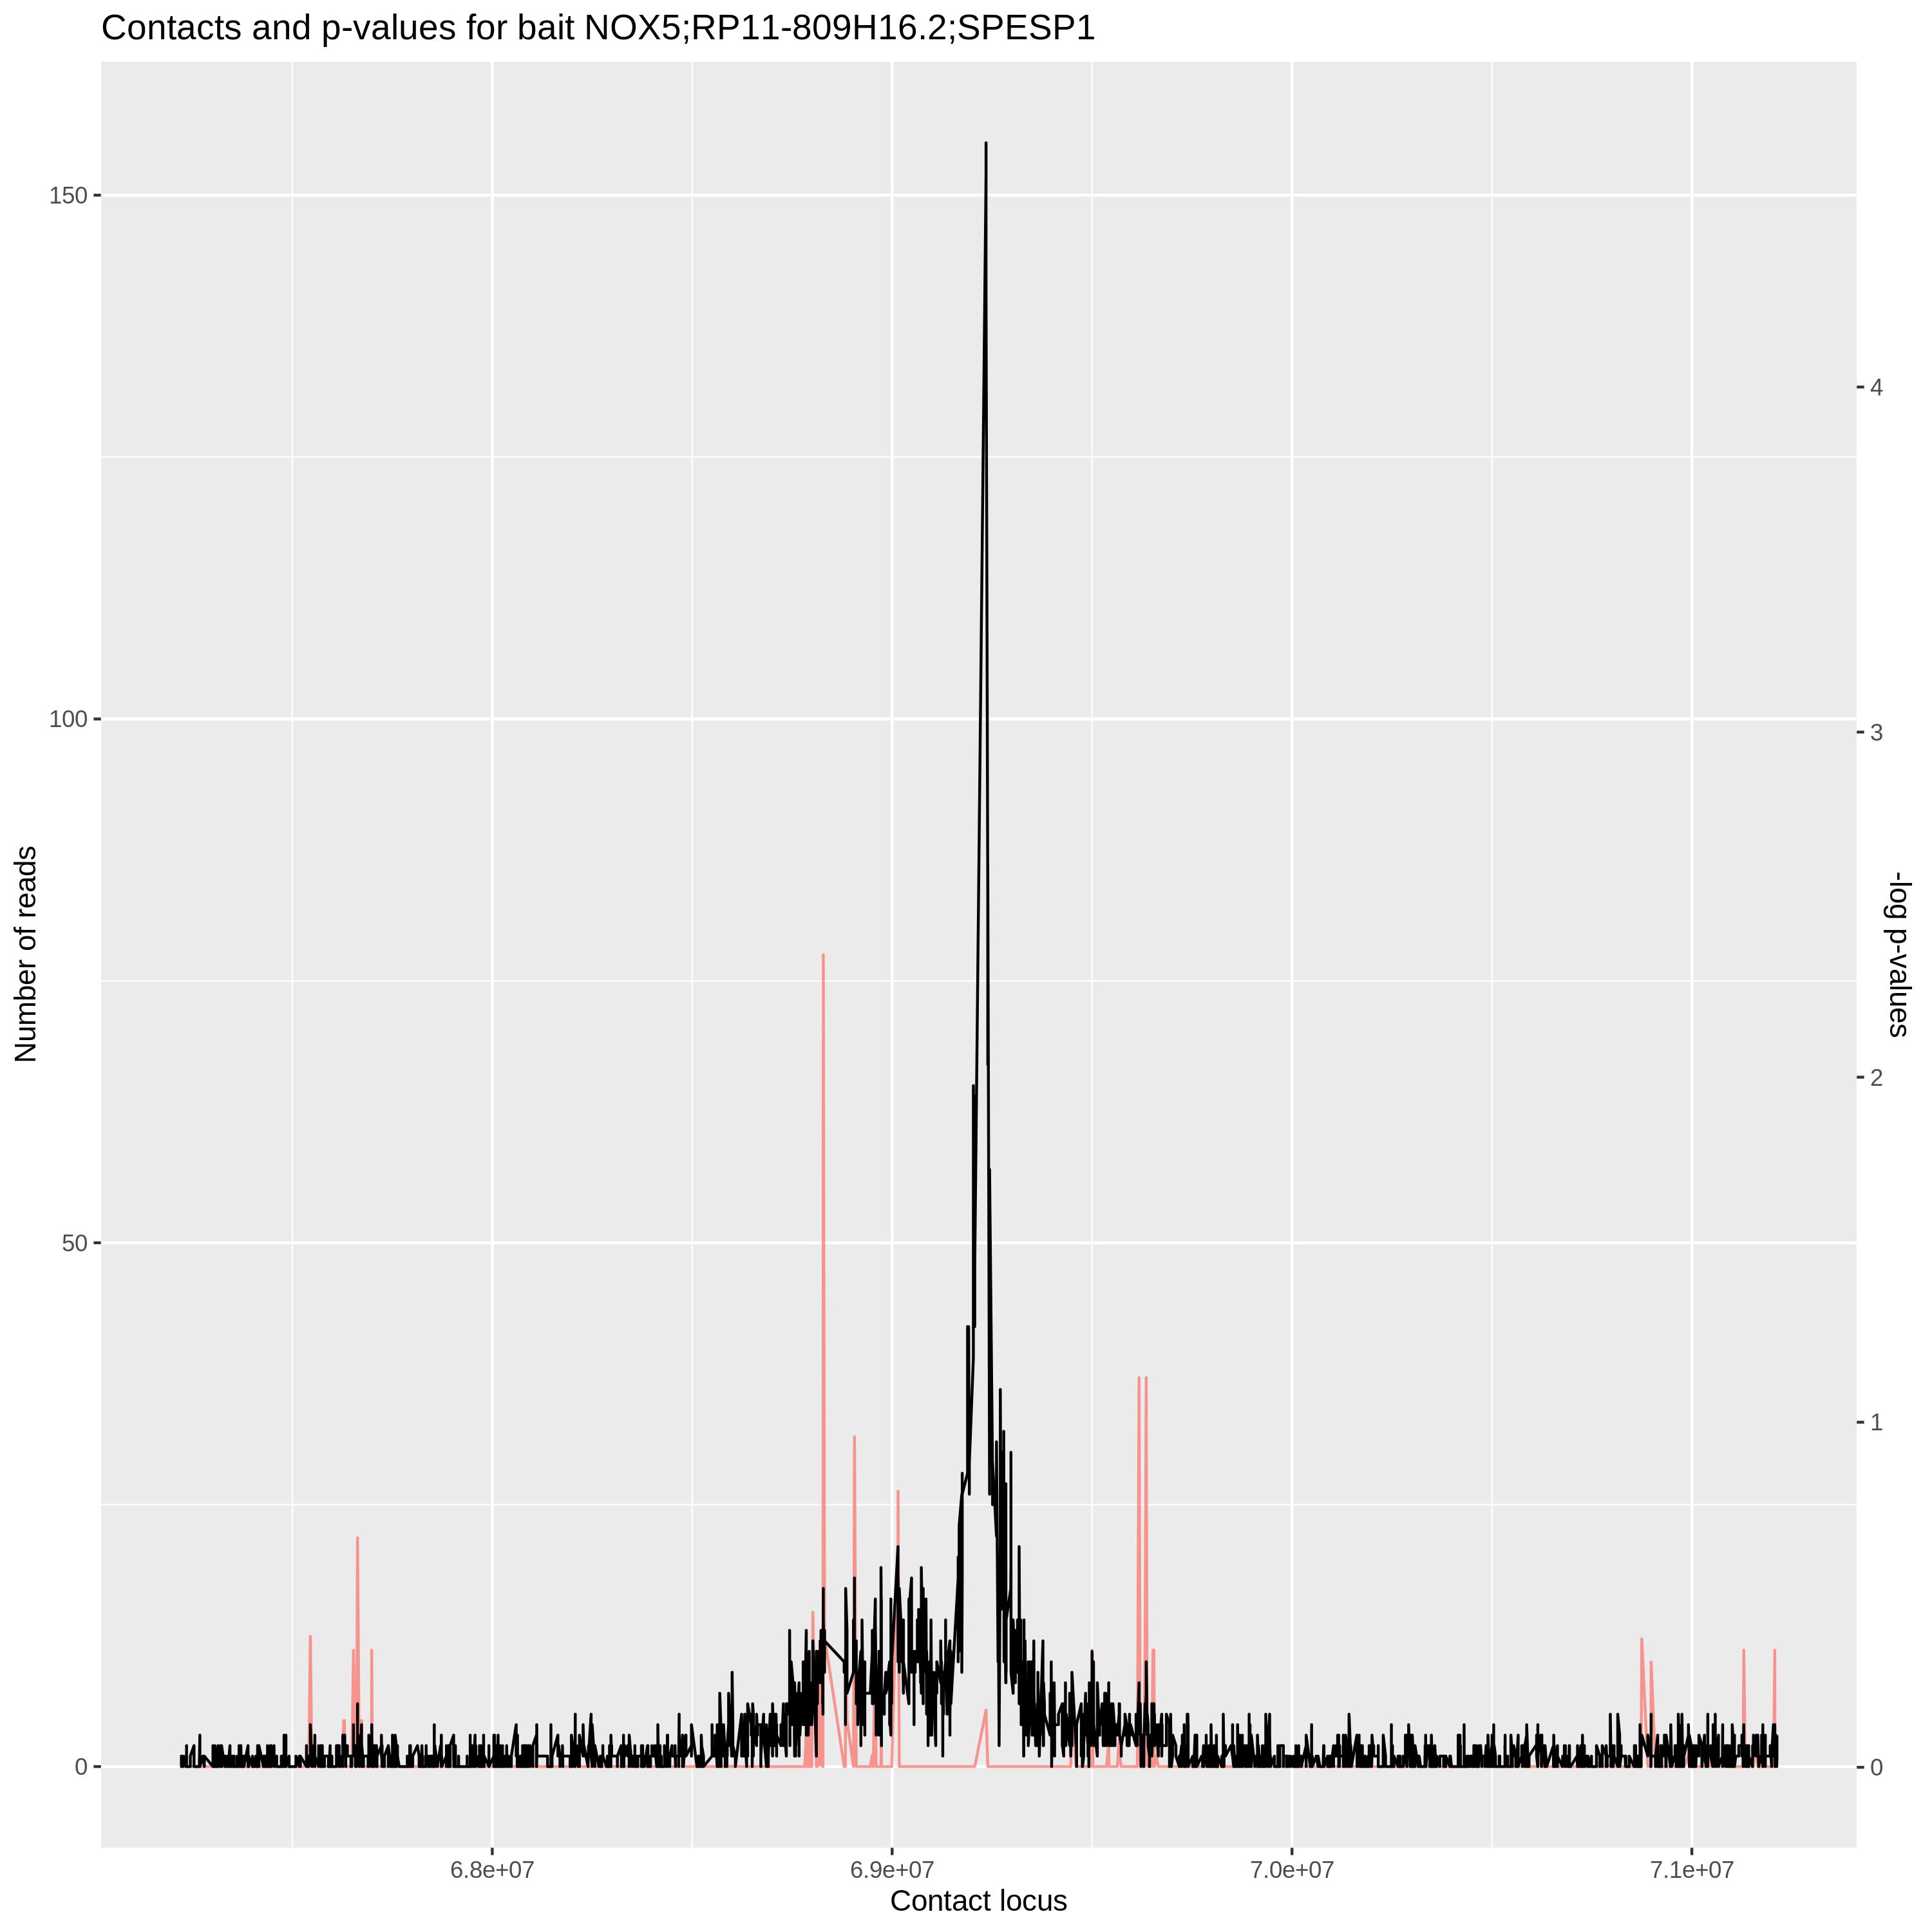 Contacts and p-values for bait NOX5;RP11-809H16.2;SPESP1
150
100
50
0
Number of reads
4
3
2
1
0
-log p-values
6.8e+07
6.9e+07
7.0e+07
7.1e+07
Contact locus